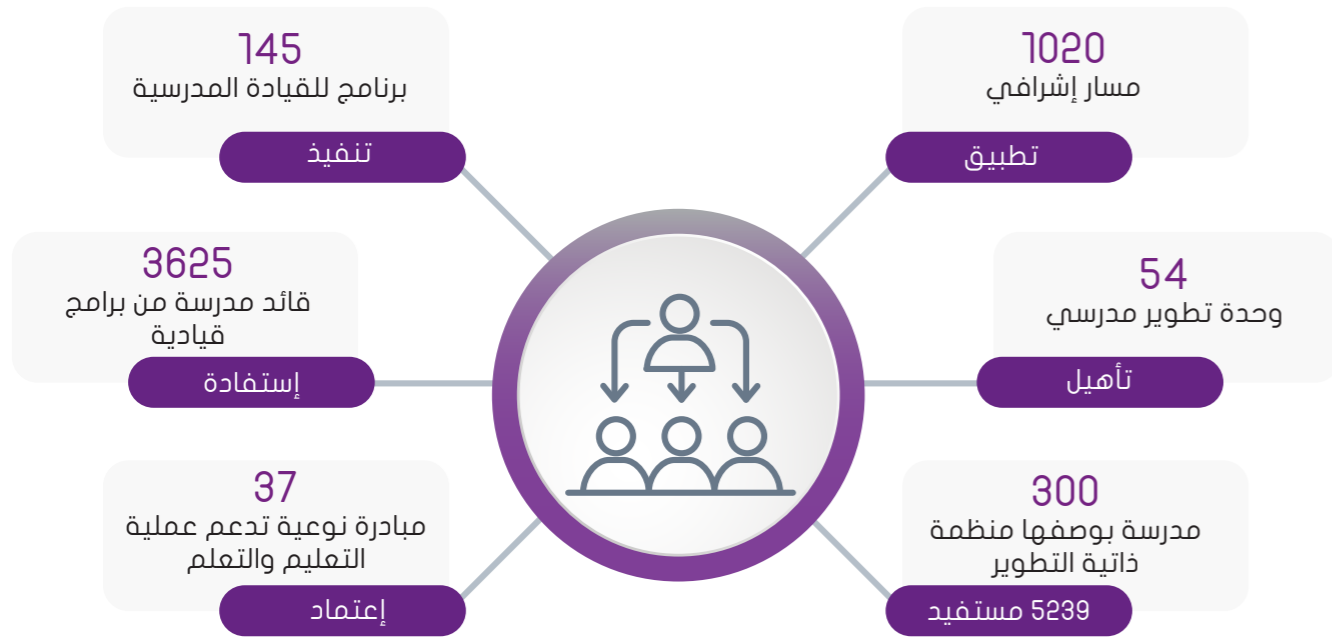 1020
مسار إشرافي
تطبيق
145
برنامج للقيادة المدرسية
تنفيذ
54
وحدة تطوير مدرسي
تأهيل
3625
قائد مدرسة من برامج
قيادية
إستفادة
300
مدرسة بوصفها منظمة
ذاتية التطوير
5239 مستفيد
37
مبادرة نوعية تدعم عملية
التعليم والتعلم
إعتماد